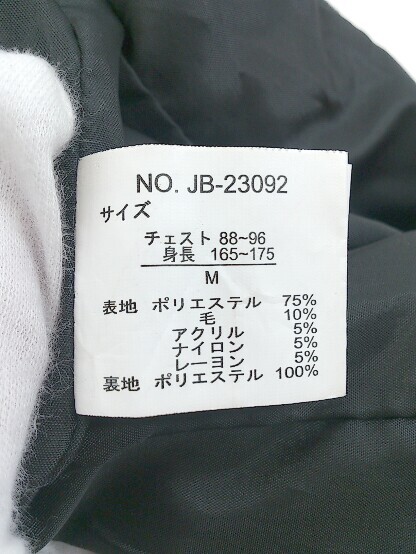 NO. JB-23092
サイズ
チェスト 88~96
身長 165~175
M
表地 ポリエステル 75%
毛 10%
アクリル 5%
ナイロン 5%
レーヨン 5%
裏地 ポリエステル 100%